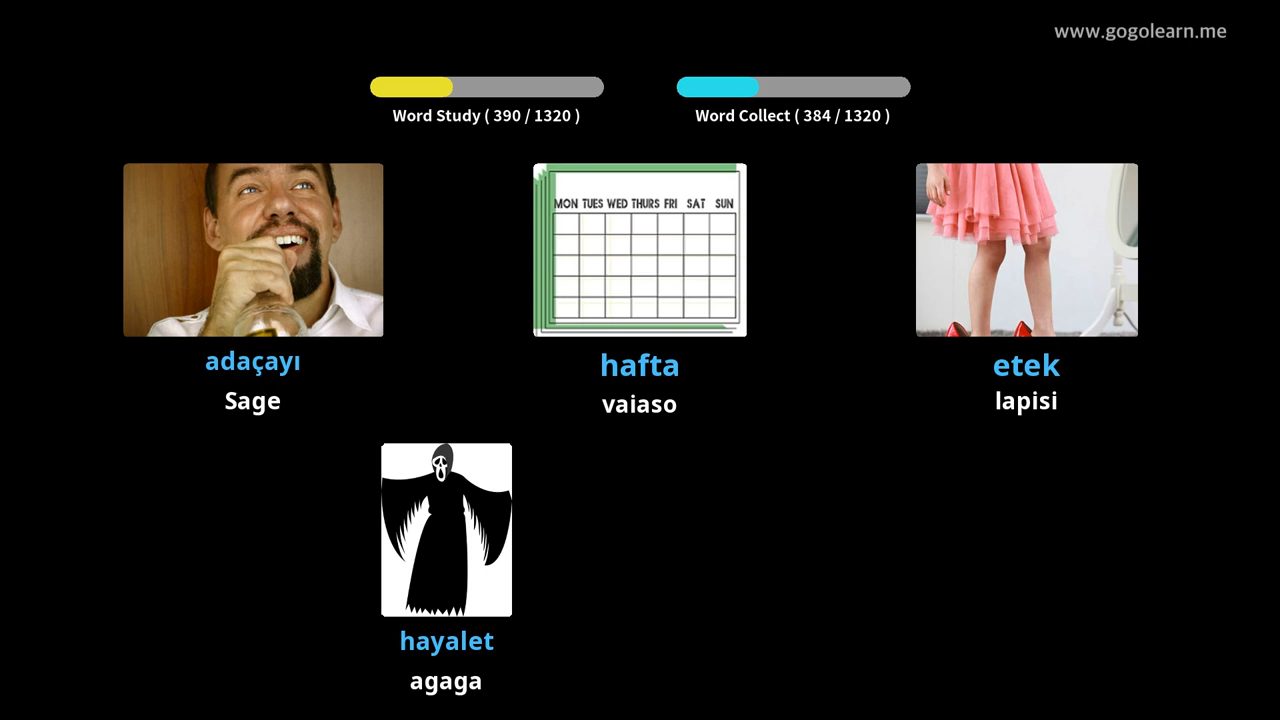 www.gogolearn.me
Word Study ( 390 / 1320 )
Word Collect ( 384 / 1320 )
MON TUES WED THURS FRI SAT SUN
adaçayı
Sage
hafta
vaiaso
etek
lapisi
hayalet
agaga